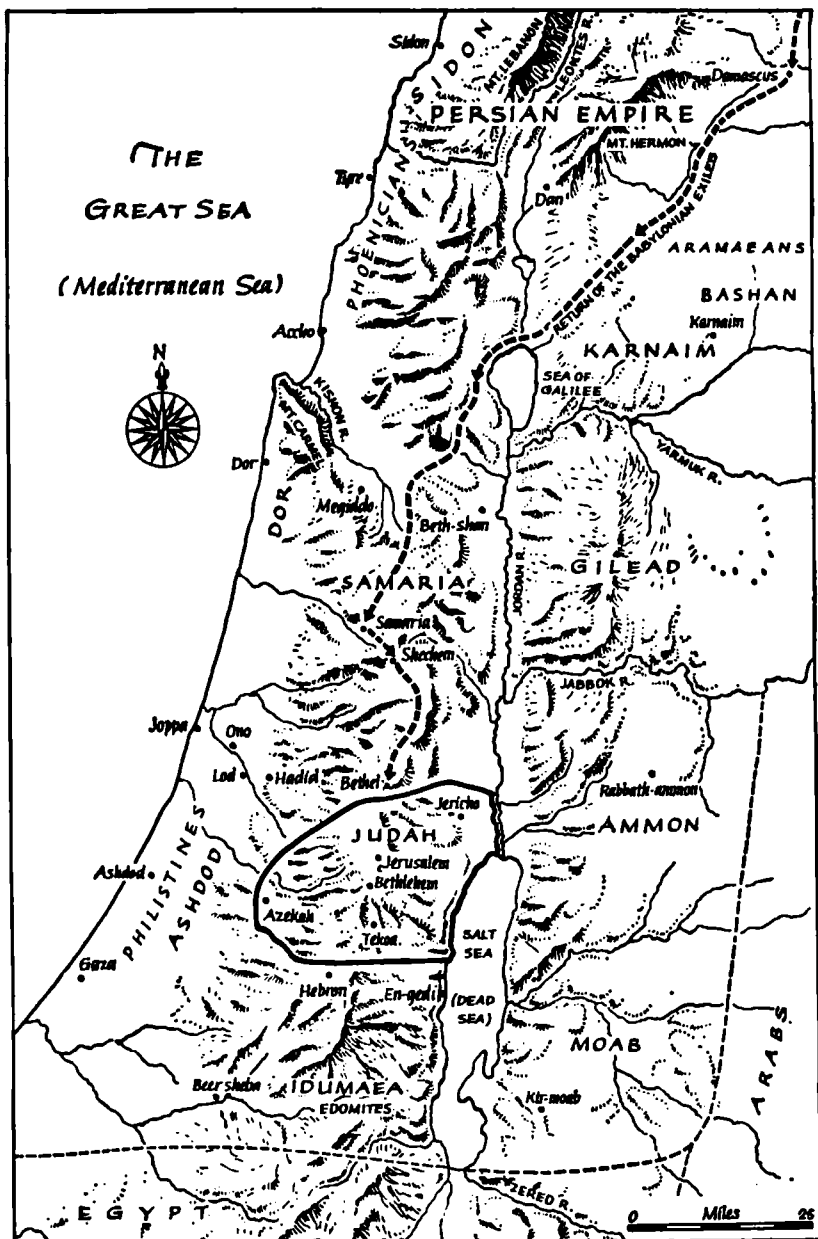 Sidon
SIDON
MT. LEBANON
LEONTES R.
Damascus
PERSIAN EMPIRE
MT. HERMON
THE
GREAT SEA
(Mediterranean Sea)
Tyre
PHOENICIANS
Dan
RETURN OF THE BABYLONIAN EXILES
ARAMAEANS
BASHAN
Karnaim
KARNAIM
Accho
SEA OF
GALILEE
N
KISHON R.
MT. CARMEL
YARMUK R.
Dor
DOR
Megiddo
Beth-shan
JORDAN R.
GILEAD
SAMARIA
Samaria
Shechem
JABBOK R.
Joppa
Ono
Lod
Hadid
Bethel
Rabbath-ammon
Jericho
JUDAH
AMMON
Jerusalem
Bethlehem
PHILISTINES
ASHDOD
Ashdod
Azekah
Tekoa
SALT
SEA
(DEAD
SEA)
Gaza
Hebron
En-gedi
MOAB
ARABS
Beersheba
IDUMAEA
EDOMITES
Kir-moab
ZERED R.
EGYPT
0 Miles 25